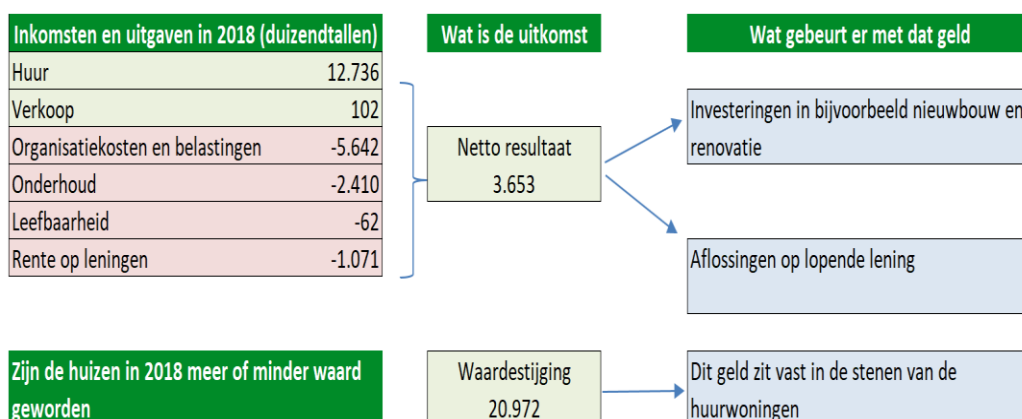 Inkomsten en uitgaven in 2018 (duizendtallen)
Huur 12.736
Verkoop 102
Organisatiekosten en belastingen -5.642
Onderhoud -2.410
Leefbaarheid -62
Rente op leningen -1.071
Wat is de uitkomst
Netto resultaat
3.653
Wat gebeurt er met dat geld
Investeringen in bijvoorbeeld nieuwbouw en
renovatie
Aflossingen op lopende lening
Zijn de huizen in 2018 meer of minder waard
geworden
Waardestijging
20.972
Dit geld zit vast in de stenen van de
huurwoningen